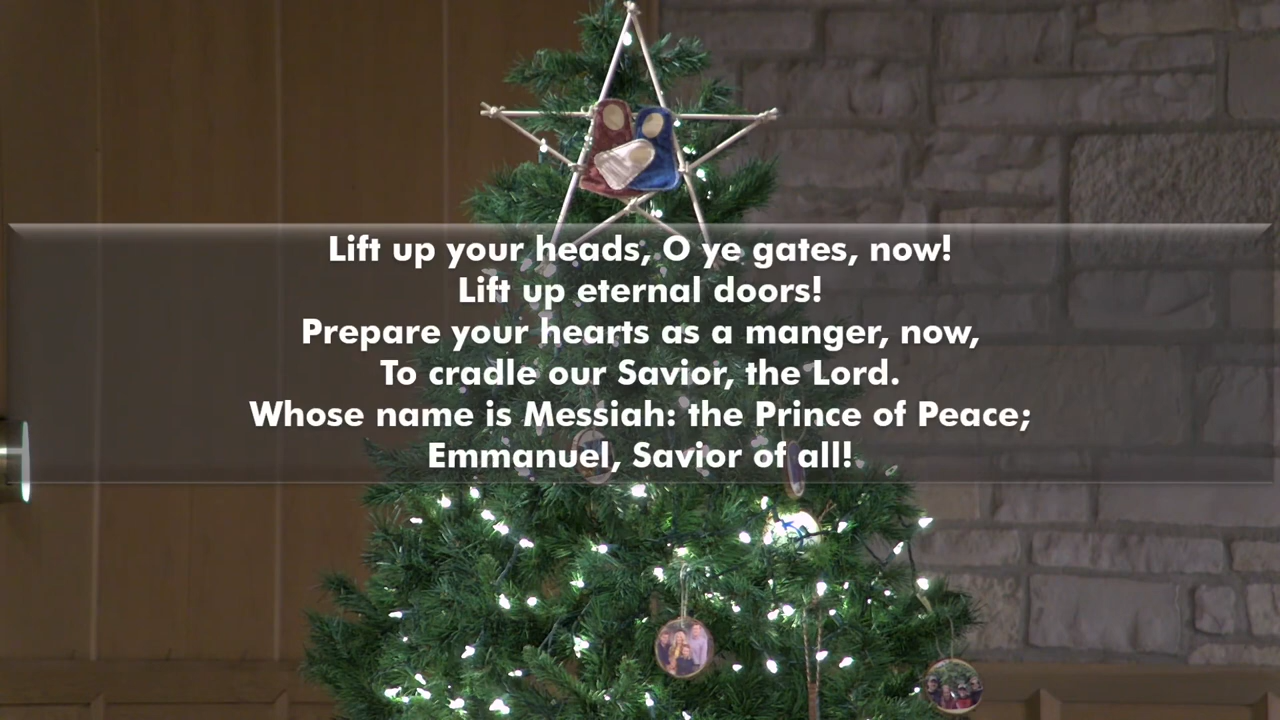 Lift up your heads, O ye gates, now!
Lift up eternal doors!
Prepare your hearts as a manger, now,
To cradle our Savior, the Lord.
Whose name is Messiah: the Prince of Peace;
Emmanuel, Savior of all!